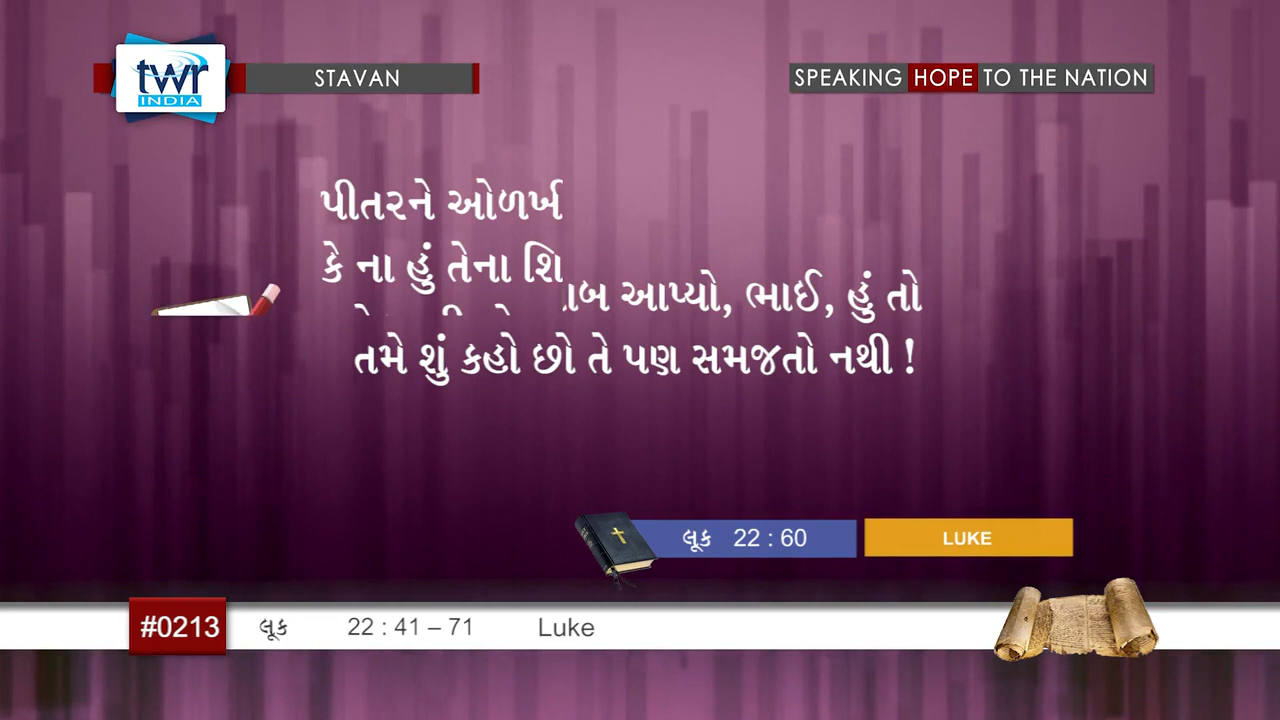 twr
INDIA
STAVAN
SPEAKING HOPE TO THE NATION
પીતરને
કે ના હું તેના
આપ્યો, ભાઈ, હું તો
તમે શું કહો છો તે પણ સમજતો નથી !
લૂક 22 : 60
LUKE
#0213 લૂક 22 : 41 – 71 Luke